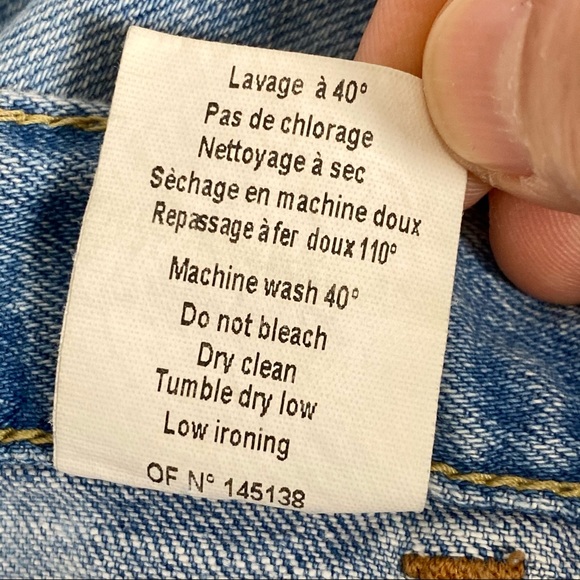 Lavage à 40°
Pas de chlorage
Nettoyage à sec
Sèchage en machine doux
Repassage à fer doux 110°
Machine wash 40°
Do not bleach
Dry clean
Tumble dry low
Low ironing
OF N° 145138